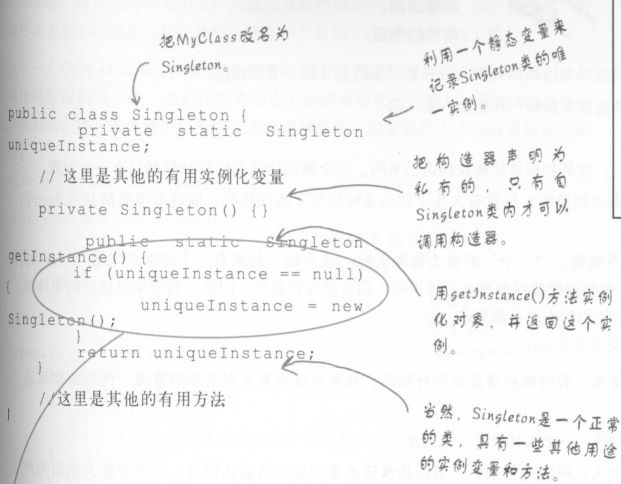 把MyClass改名为
Singleton。
利用一个静态变量来
记录Singleton类的唯
一实例。
public class Singleton {
private static Singleton
uniqueInstance;
// 这里是其他的有用实例化变量
private Singleton() {}
把构造器声明为
私有的，只有自
Singleton类内才可以
调用构造器。
public static Singleton
getInstance() {
if (uniqueInstance == null)
{
uniqueInstance = new
Singleton();
}
return uniqueInstance;
}
//这里是其他的有用方法
}
用getInstance()方法实例
化对象，并返回这个实
例。
当然，Singleton是一个正常
的类，具有一些其他用途
的实例变量和方法。